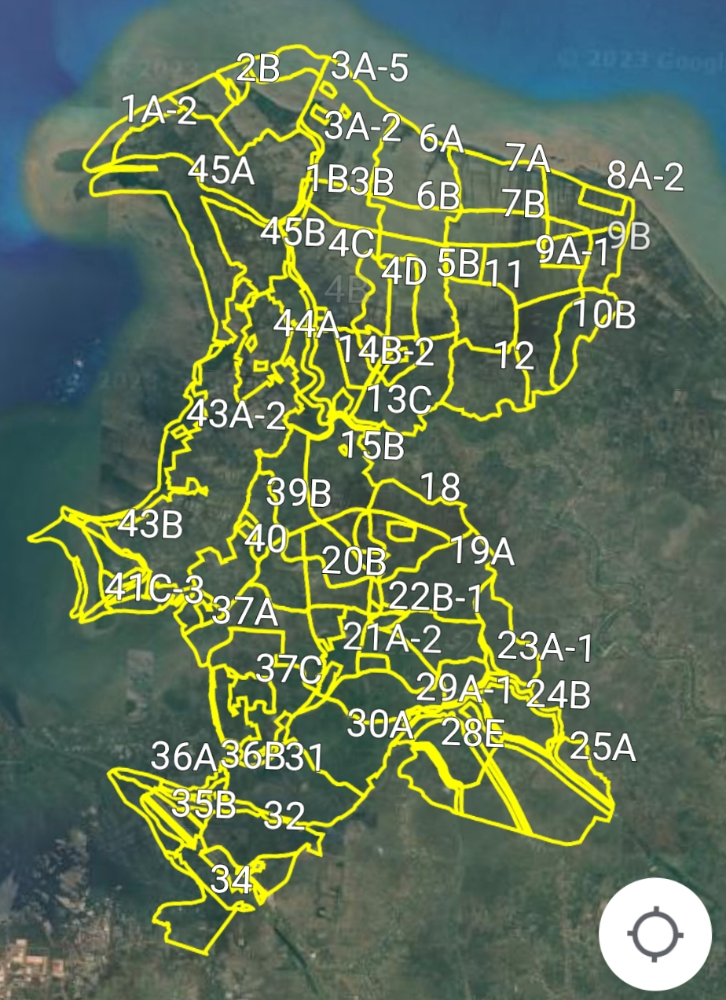 © 2023 Google
2B
3A-5
1A-2
3A-2
6A
7A
8A-2
45A
1B
3B
6B
7B
45B
4C
9A-1
9B
4D
5B
11
4B
44A
10B
14B-2
12
13C
43A-2
15B
39B
18
43B
40
20B
19A
41C-3
37A
22B-1
21A-2
37C
23A-1
29A-1
24B
30A
28E
25A
36A
36B
31
35B
32
34